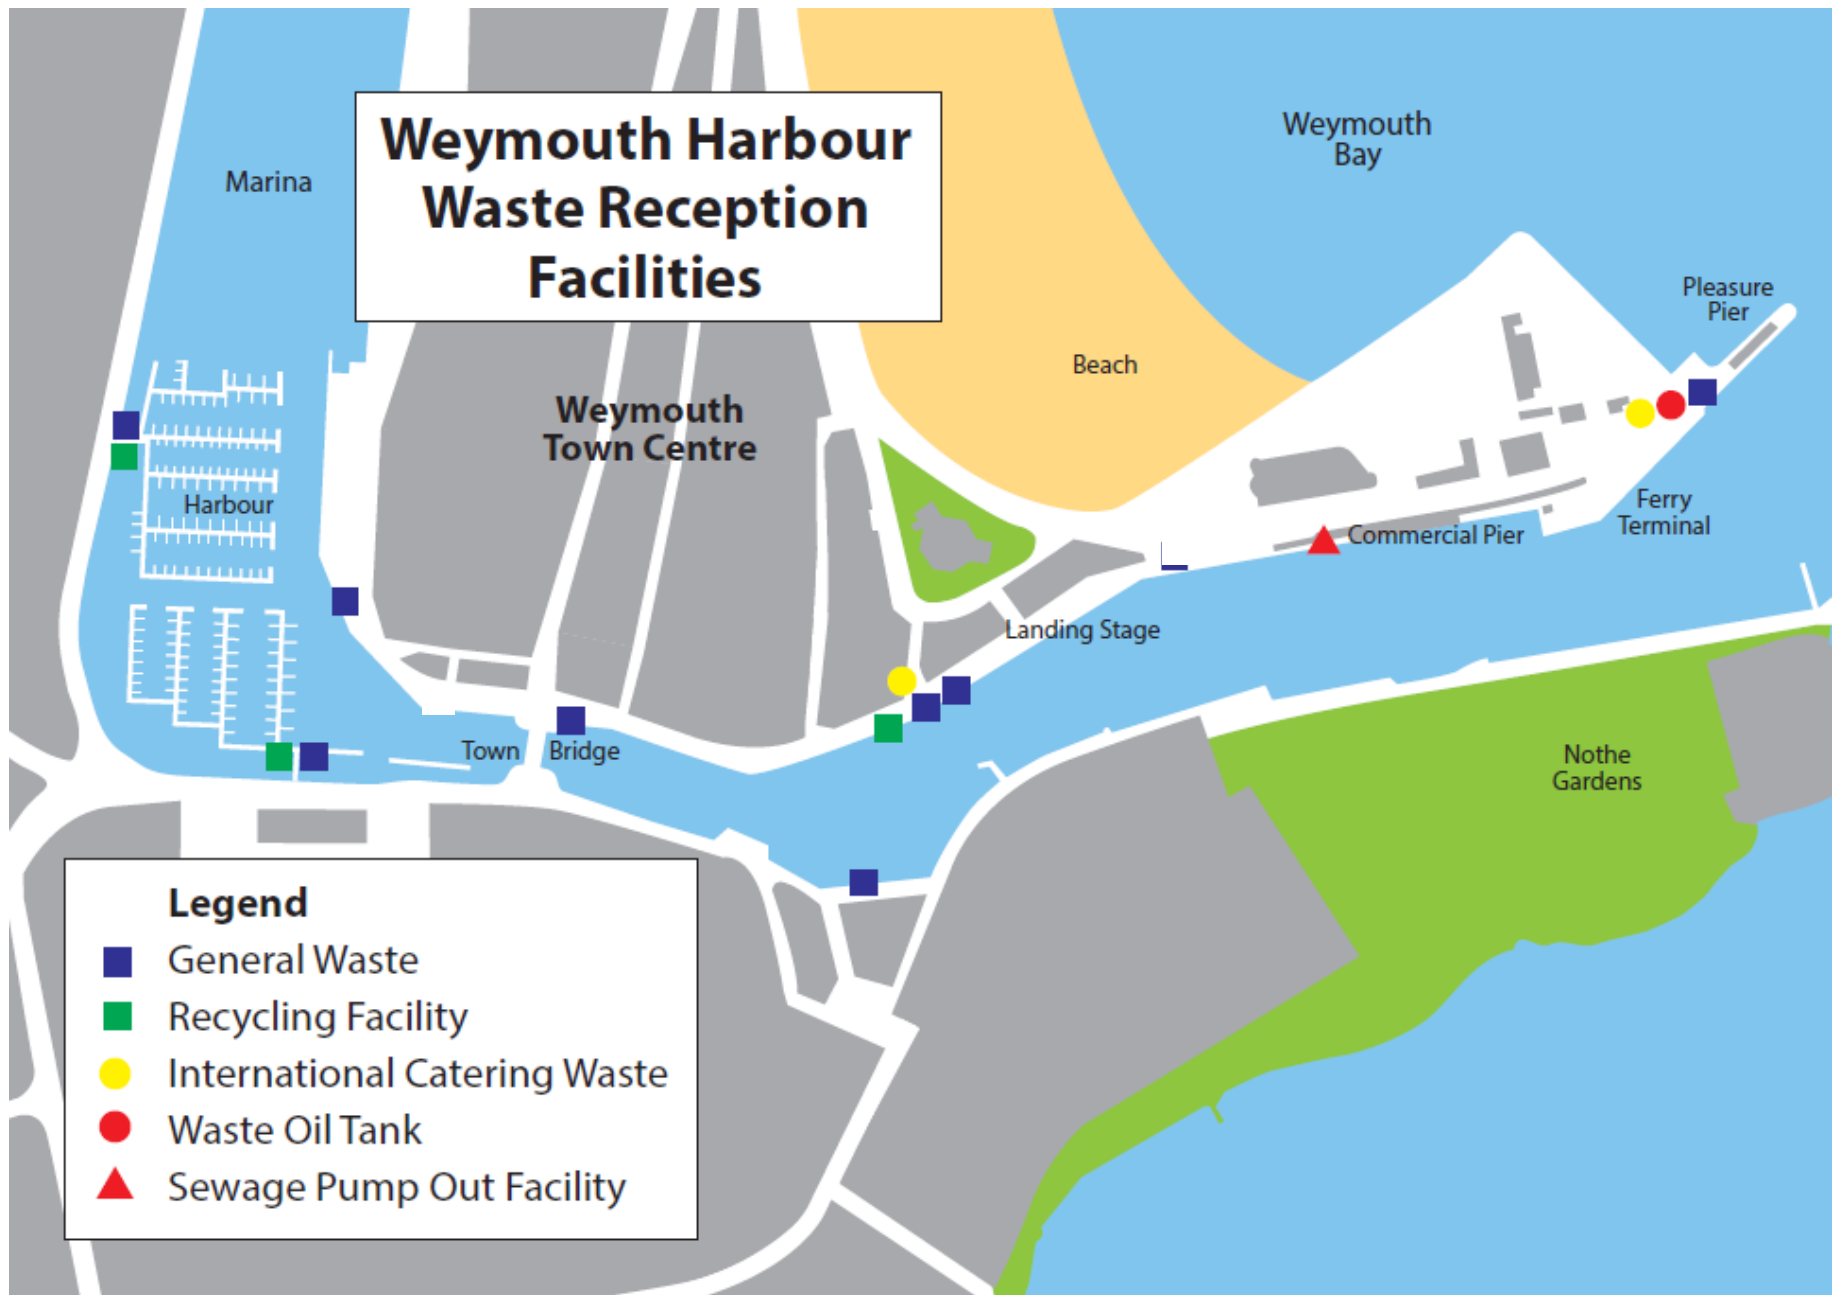 Weymouth Harbour
Waste Reception
Facilities
Marina
Weymouth
Bay
Pleasure
Pier
Beach
Weymouth
Town Centre
Harbour
Ferry
Terminal
Commercial Pier
Landing Stage
Town Bridge
Nothe
Gardens
Legend
General Waste
Recycling Facility
International Catering Waste
Waste Oil Tank
Sewage Pump Out Facility